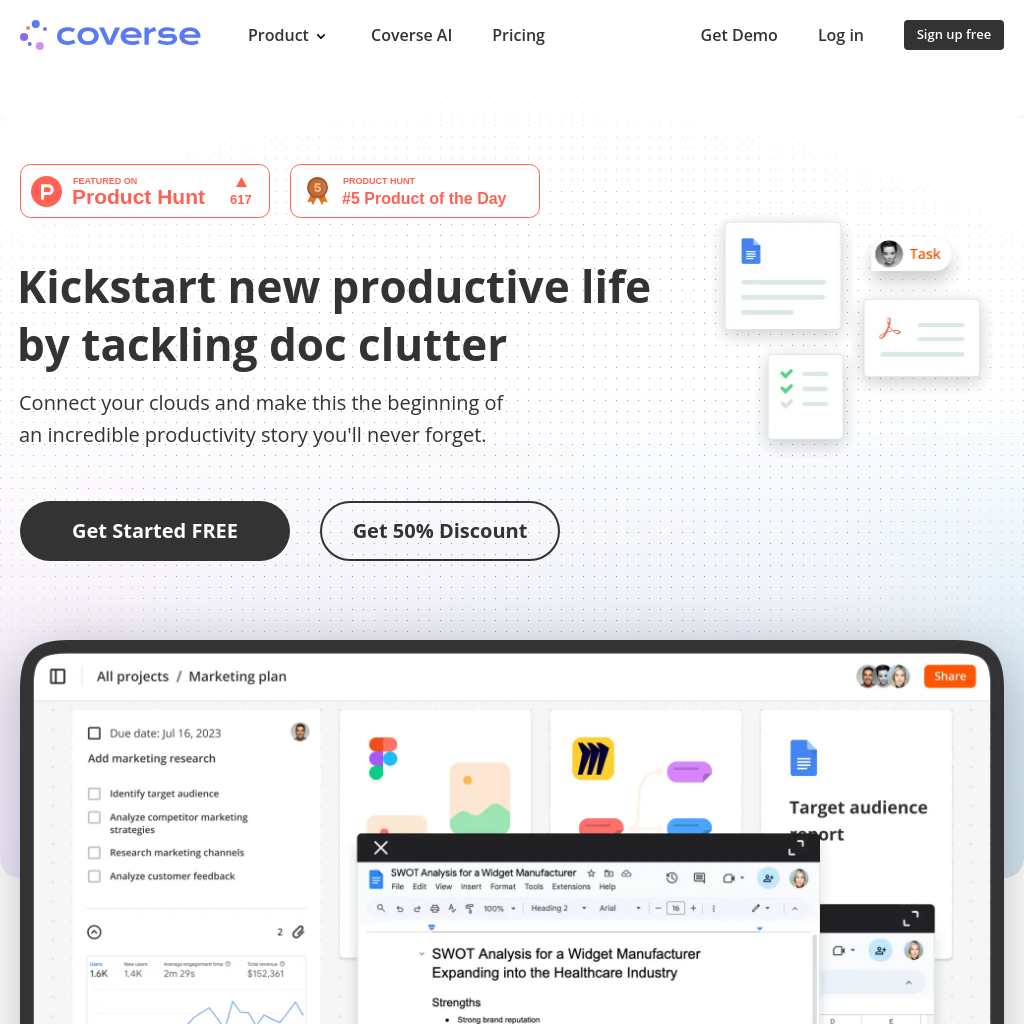 coverse
Product
Coverse AI
Pricing
Get Demo
Log in
Sign up free
P
FEATURED ON
Product Hunt
617
5
PRODUCT HUNT
#5 Product of the Day
Task
Kickstart new productive life
by tackling doc clutter
Connect your clouds and make this the beginning of
an incredible productivity story you'll never forget.
Get Started FREE
Get 50% Discount
All projects / Marketing plan
Share
Due date: Jul 16, 2023
Add marketing research
Identify target audience
Analyze competitor marketing
strategies
Research marketing channels
Analyze customer feedback
2
Users
1.6K
New users
1.4K
Average engagement time
2m 29s
Total revenue
$152,361
Target audience
report
SWOT Analysis for a Widget Manufacturer
File Edit View Insert Format Tools Extensions Help
100% Heading 2 Arial − 16 +
SWOT Analysis for a Widget Manufacturer
Expanding into the Healthcare Industry
Strengths
Strong brand reputation
D E